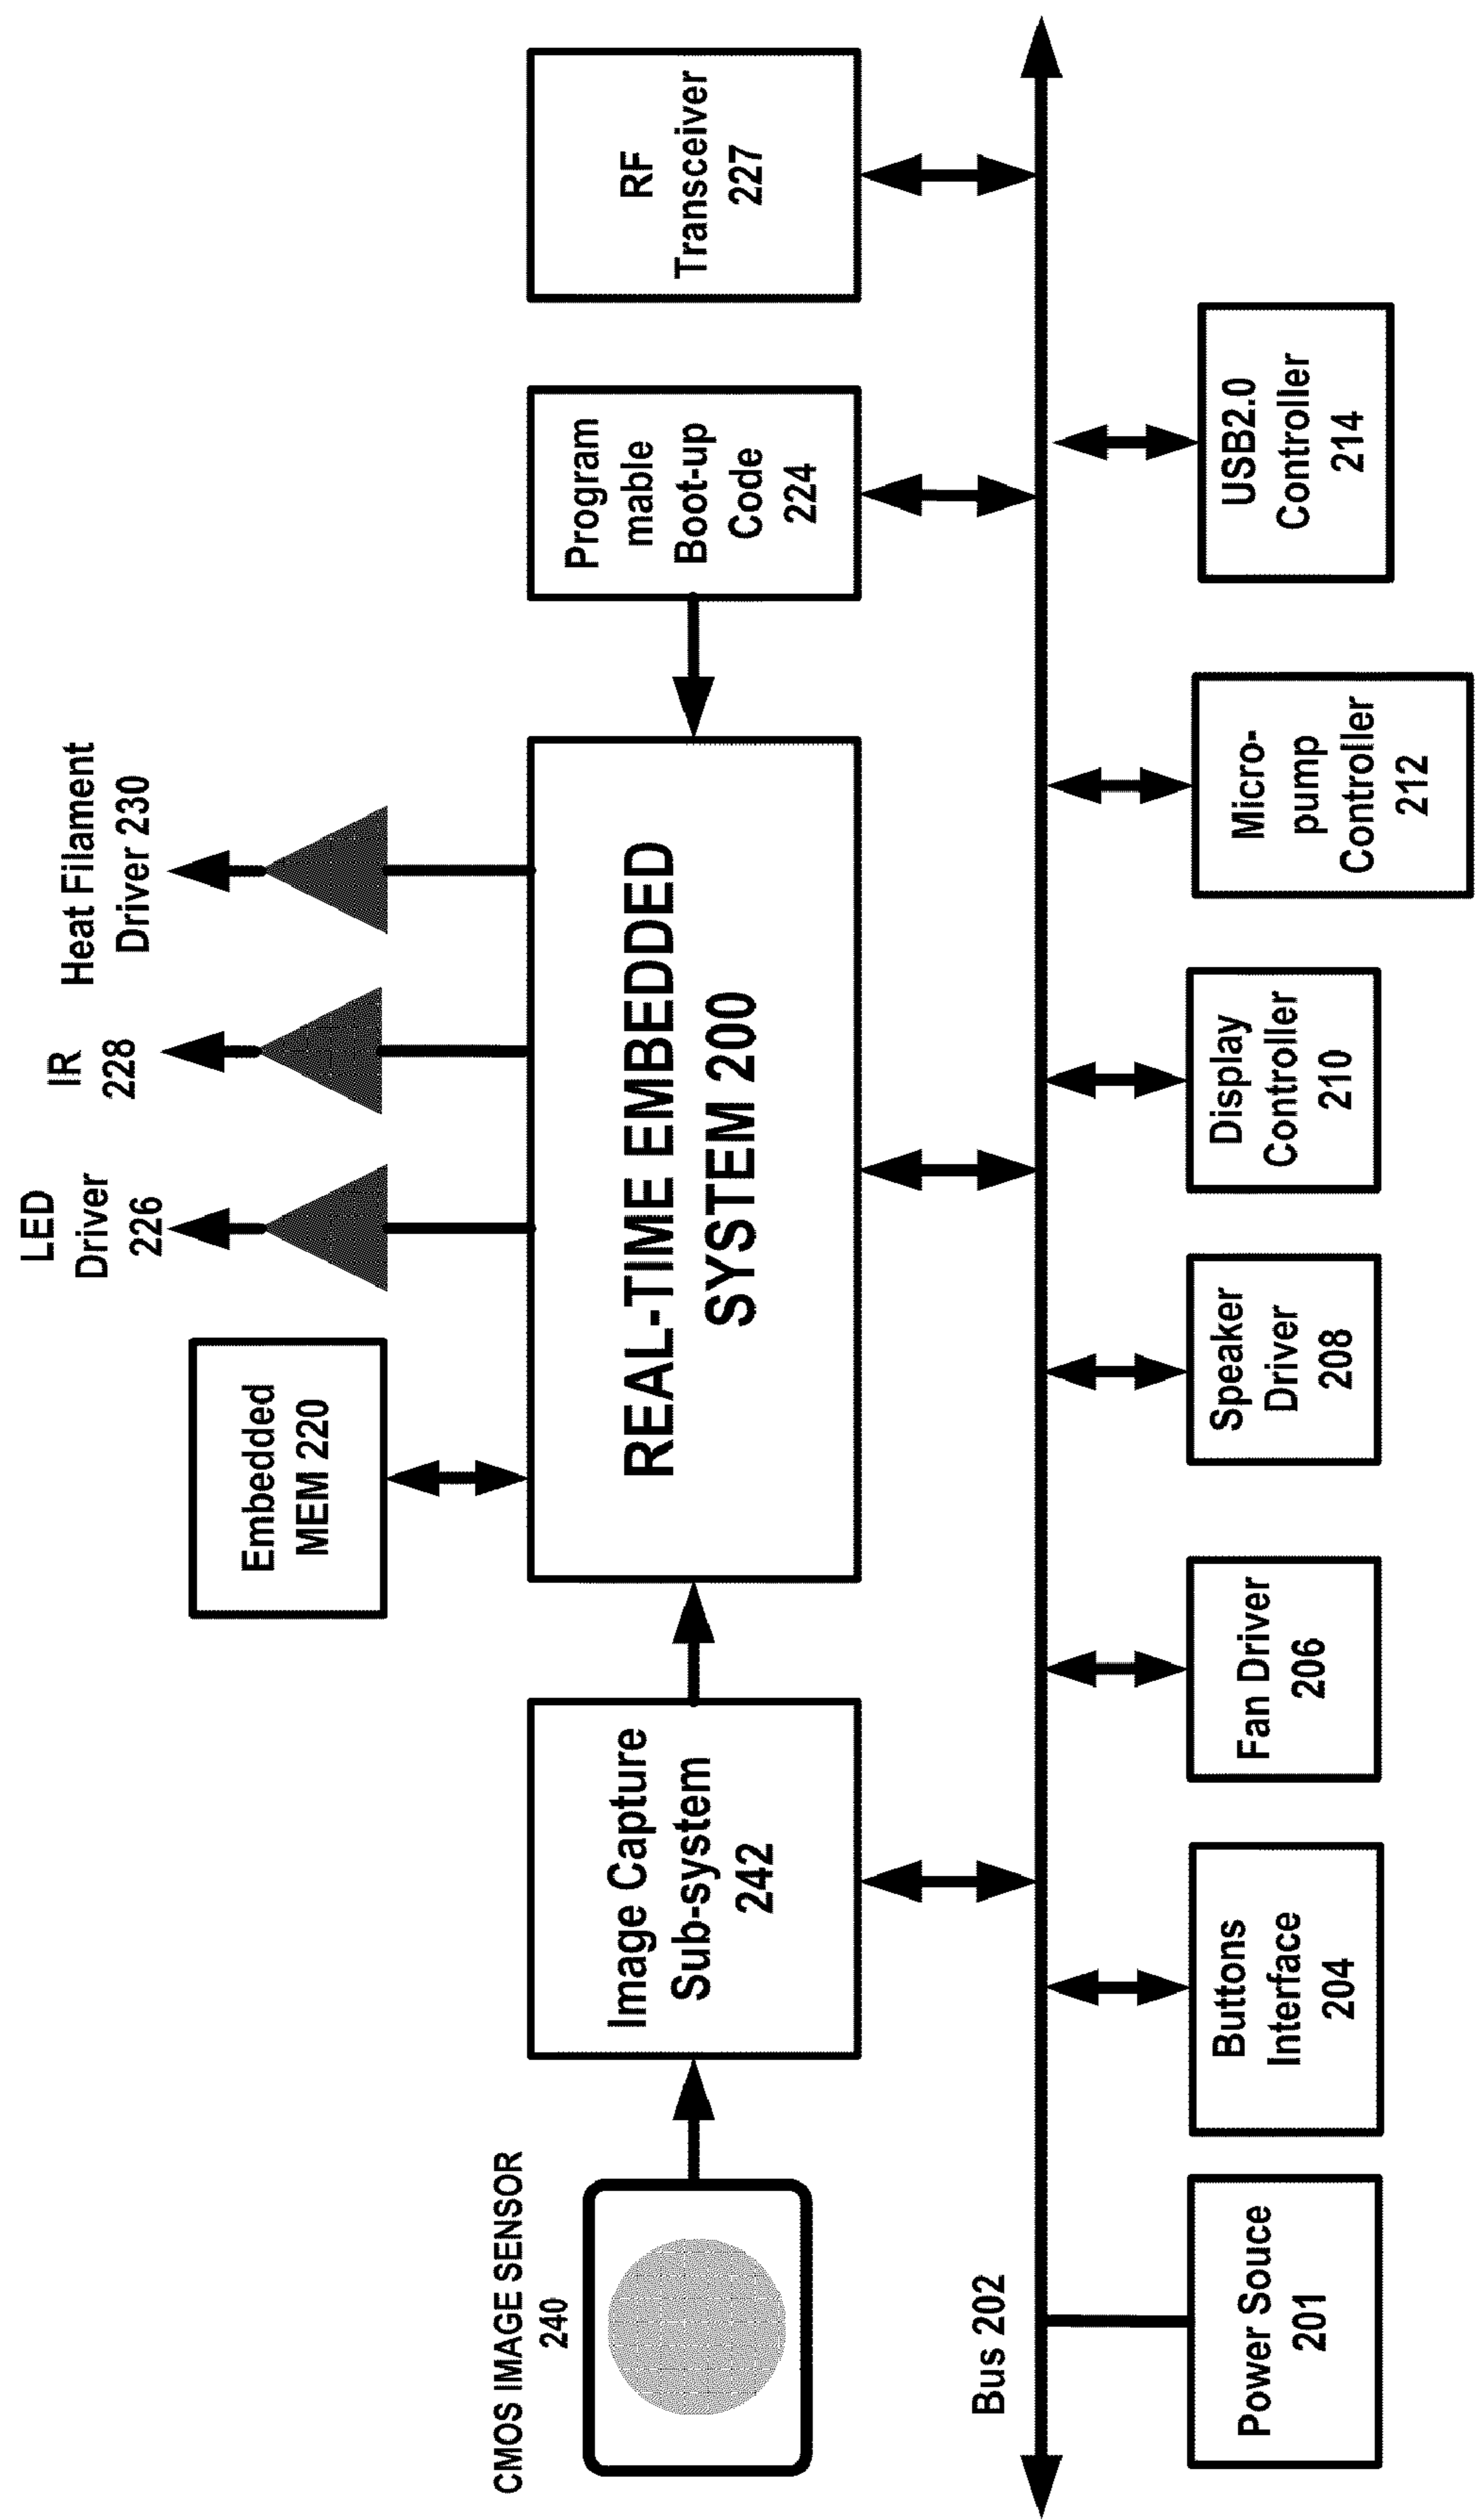 LED
Driver
226
IR
228
Heat Filament
Driver 230
Embedded
MEM 220
CMOS IMAGE SENSOR
240
Image Capture
Sub-system
242
REAL-TIME EMBEDDED
SYSTEM 200
Program
mable
Boot-up
Code
224
RF
Transceiver
227
Bus 202
Power Souce
201
Buttons
Interface
204
Fan Driver
206
Speaker
Driver
208
Display
Controller
210
Micro-
pump
Controller
212
USB2.0
Controller
214